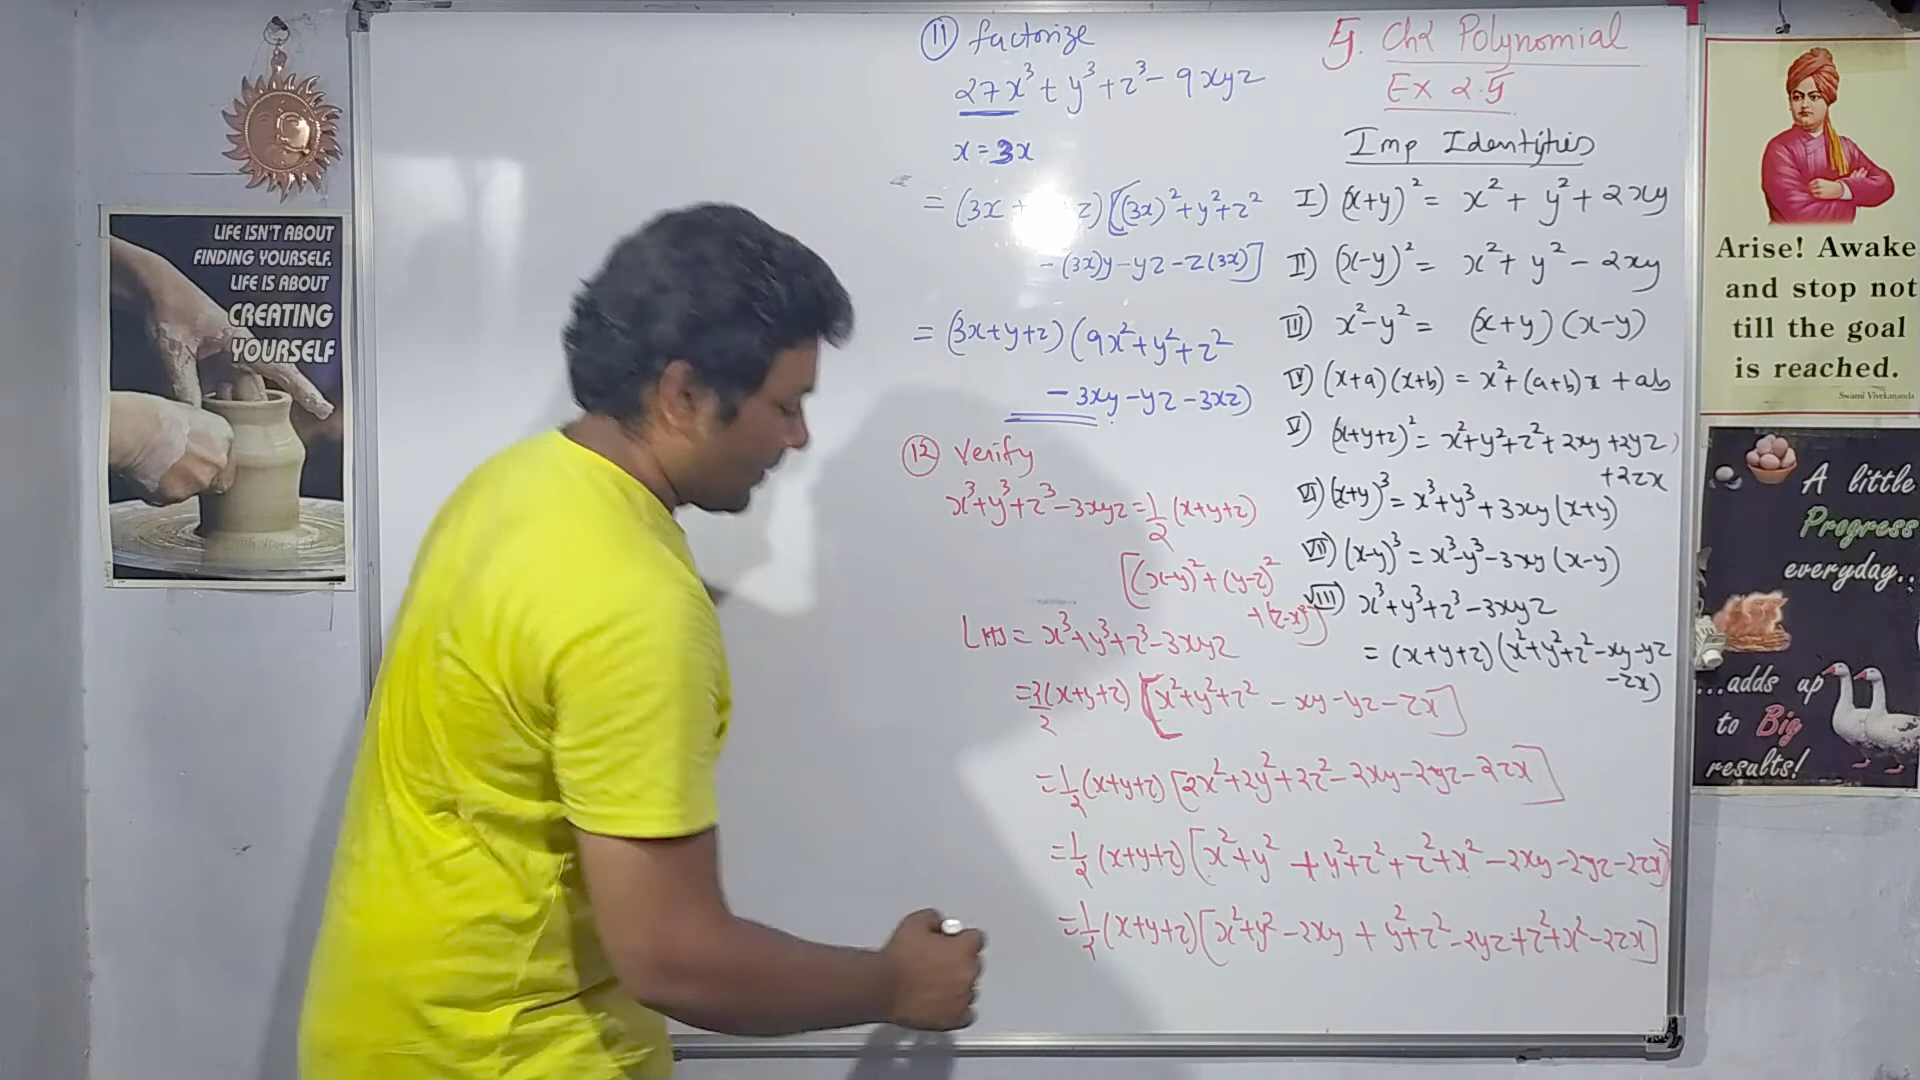 LIFE ISN'T ABOUT
FINDING YOURSELF.
LIFE IS ABOUT
CREATING
YOURSELF
⑪ factorize
27x³ + y³ + z³ - 9xyz
x = 3x
= (3x + z) [(3x)² + y² + z²
- (3x)y - yz - z(3x)]
= (3x+y+z) (9x² + y² + z²
- 3xy - yz - 3xz)
⑫ Verify
x³+y³+z³-3xyz = 1/2 (x+y+z)
[(x-y)² + (y-z)²
+ (z-x)²]
LHS = x³+y³+z³-3xyz
= 2/2 (x+y+z) [x²+y²+z² - xy - yz - zx]
= 1/2 (x+y+z) [2x²+2y²+2z²-2xy-2yz-2zx]
= 1/2 (x+y+z) [x²+y² + y²+z² + z²+x² - 2xy-2yz-2zx]
= 1/2 (x+y+z) [x²+y²-2xy + y²+z²-2yz+z²+x²-2zx]
Ch2 Polynomial
Ex 2.5
Imp Identities
I) (x+y)² = x² + y² + 2xy
II) (x-y)² = x² + y² - 2xy
III) x²-y² = (x+y) (x-y)
IV) (x+a) (x+b) = x²+(a+b)x + ab
V) (x+y+z)² = x²+y²+z²+2xy+2yz
+2zx
VI) (x+y)³ = x³+y³+3xy(x+y)
VII) (x-y)³ = x³-y³-3xy(x-y)
VIII) x³+y³+z³-3xyz
= (x+y+z) (x²+y²+z²-xy-yz
-zx)
Arise! Awake
and stop not
till the goal
is reached.
Swami Vivekananda
A little
Progress
everyday..
...adds up
to Big
results!